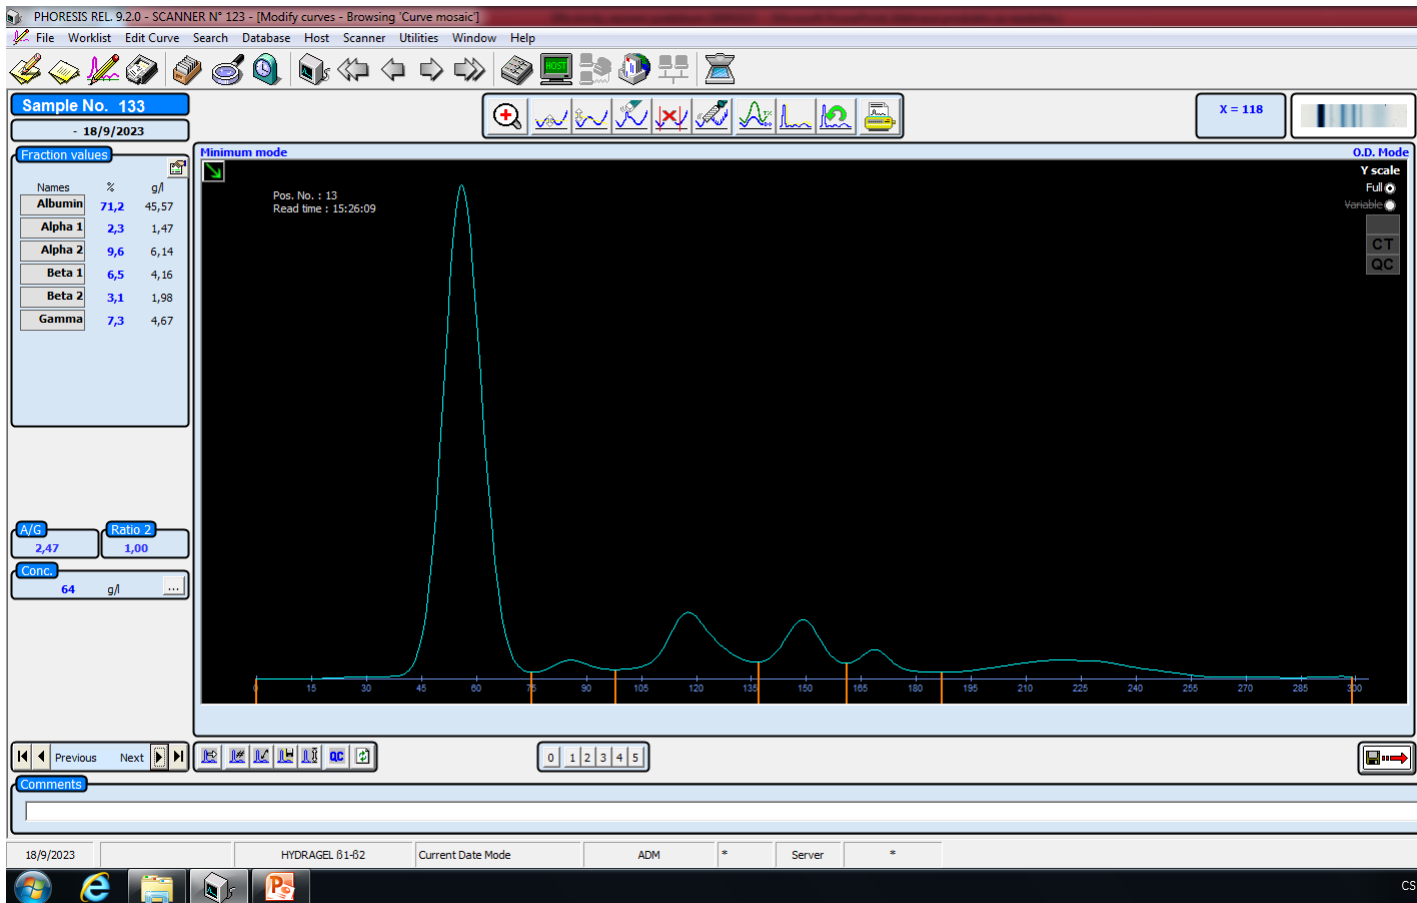 PHORESIS REL. 9.2.0 - SCANNER N° 123 - [Modify curves - Browsing 'Curve mosaic']
File Worklist Edit Curve Search Database Host Scanner Utilities Window Help
HOST
Sample No. 133
- 18/9/2023
X = 118
Fraction values
Names % g/l
Albumin 71,2 45,57
Alpha 1 2,3 1,47
Alpha 2 9,6 6,14
Beta 1 6,5 4,16
Beta 2 3,1 1,98
Gamma 7,3 4,67
A/G Ratio 2
2,47 1,00
Conc.
64 g/l ...
Minimum mode O.D. Mode
Pos. No. : 13
Read time : 15:26:09
Y scale
Full
Variable
CT
QC
0 15 30 45 60 75 90 105 120 135 150 165 180 195 210 225 240 255 270 285 300
Previous Next QC 0 1 2 3 4 5
Comments
18/9/2023 HYDRAGEL ß1-ß2 Current Date Mode ADM * Server *
CS